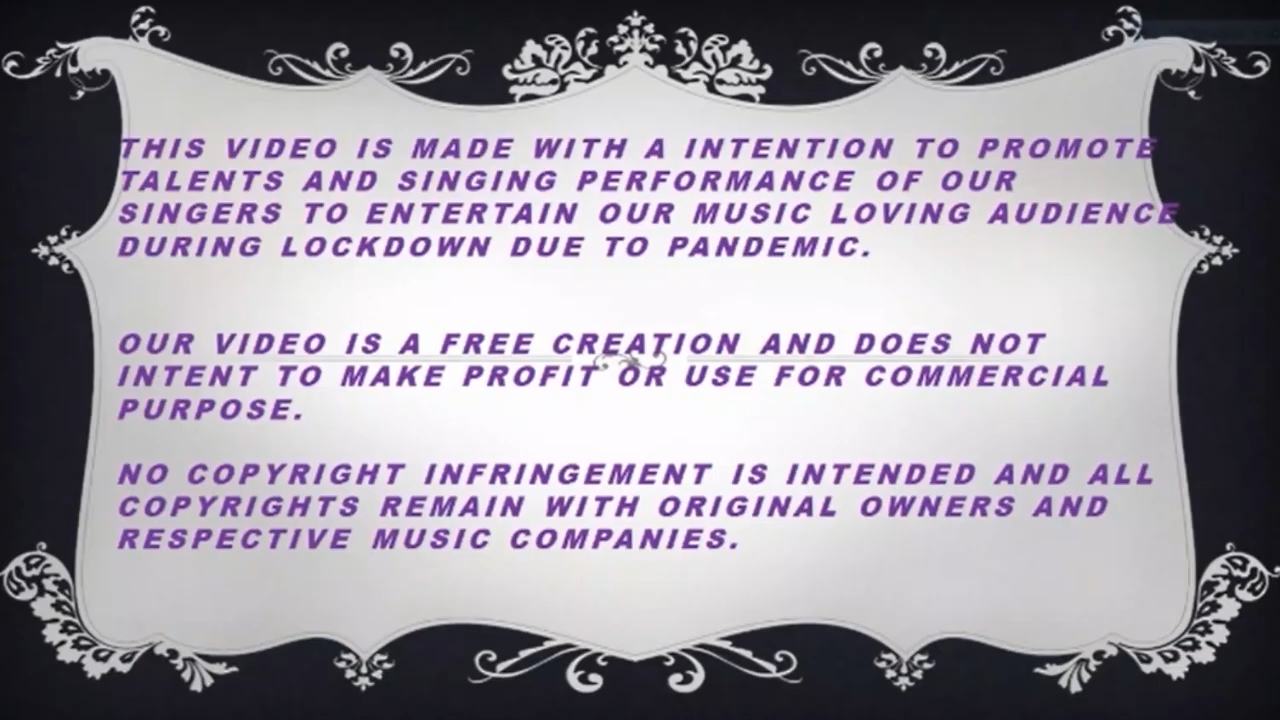 THIS VIDEO IS MADE WITH A INTENTION TO PROMOTE
TALENTS AND SINGING PERFORMANCE OF OUR
SINGERS TO ENTERTAIN OUR MUSIC LOVING AUDIENCE
DURING LOCKDOWN DUE TO PANDEMIC.
OUR VIDEO IS A FREE CREATION AND DOES NOT
INTENT TO MAKE PROFIT OR USE FOR COMMERCIAL
PURPOSE.
NO COPYRIGHT INFRINGEMENT IS INTENDED AND ALL
COPYRIGHTS REMAIN WITH ORIGINAL OWNERS AND
RESPECTIVE MUSIC COMPANIES.